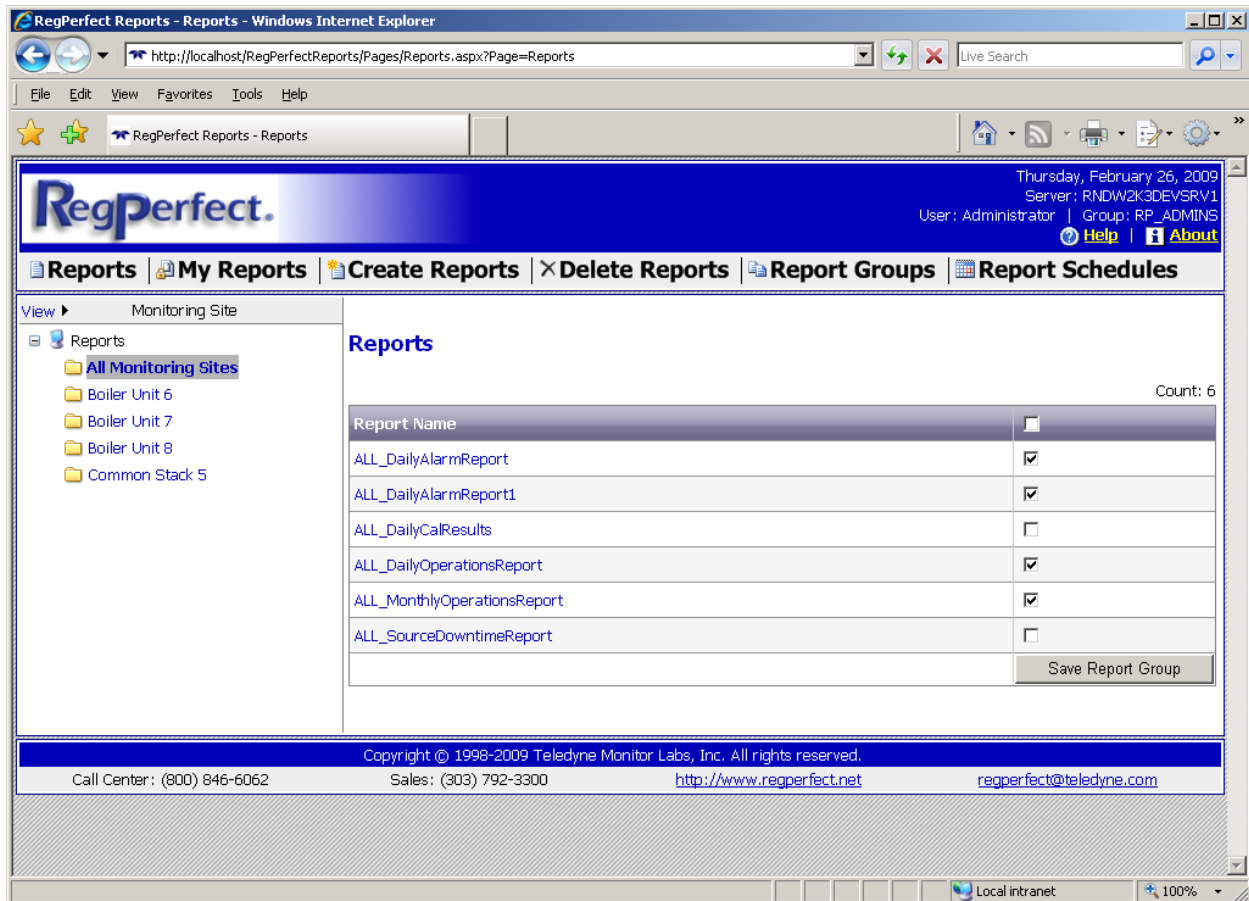 RegPerfect Reports - Reports - Windows Internet Explorer
http://localhost/RegPerfectReports/Pages/Reports.aspx?Page=Reports
Live Search
File Edit View Favorites Tools Help
RegPerfect Reports - Reports
RegPerfect.
Thursday, February 26, 2009
Server: RNDW2K3DEVSRV1
User: Administrator | Group: RP_ADMINS
Help | About
Reports | My Reports | Create Reports | Delete Reports | Report Groups | Report Schedules
View Monitoring Site
Reports
All Monitoring Sites
Boiler Unit 6
Boiler Unit 7
Boiler Unit 8
Common Stack 5
Reports
Count: 6
Report Name
ALL_DailyAlarmReport
ALL_DailyAlarmReport1
ALL_DailyCalResults
ALL_DailyOperationsReport
ALL_MonthlyOperationsReport
ALL_SourceDowntimeReport
Save Report Group
Copyright © 1998-2009 Teledyne Monitor Labs, Inc. All rights reserved.
Call Center: (800) 846-6062 Sales: (303) 792-3300 http://www.regperfect.net regperfect@teledyne.com
Local intranet 100%